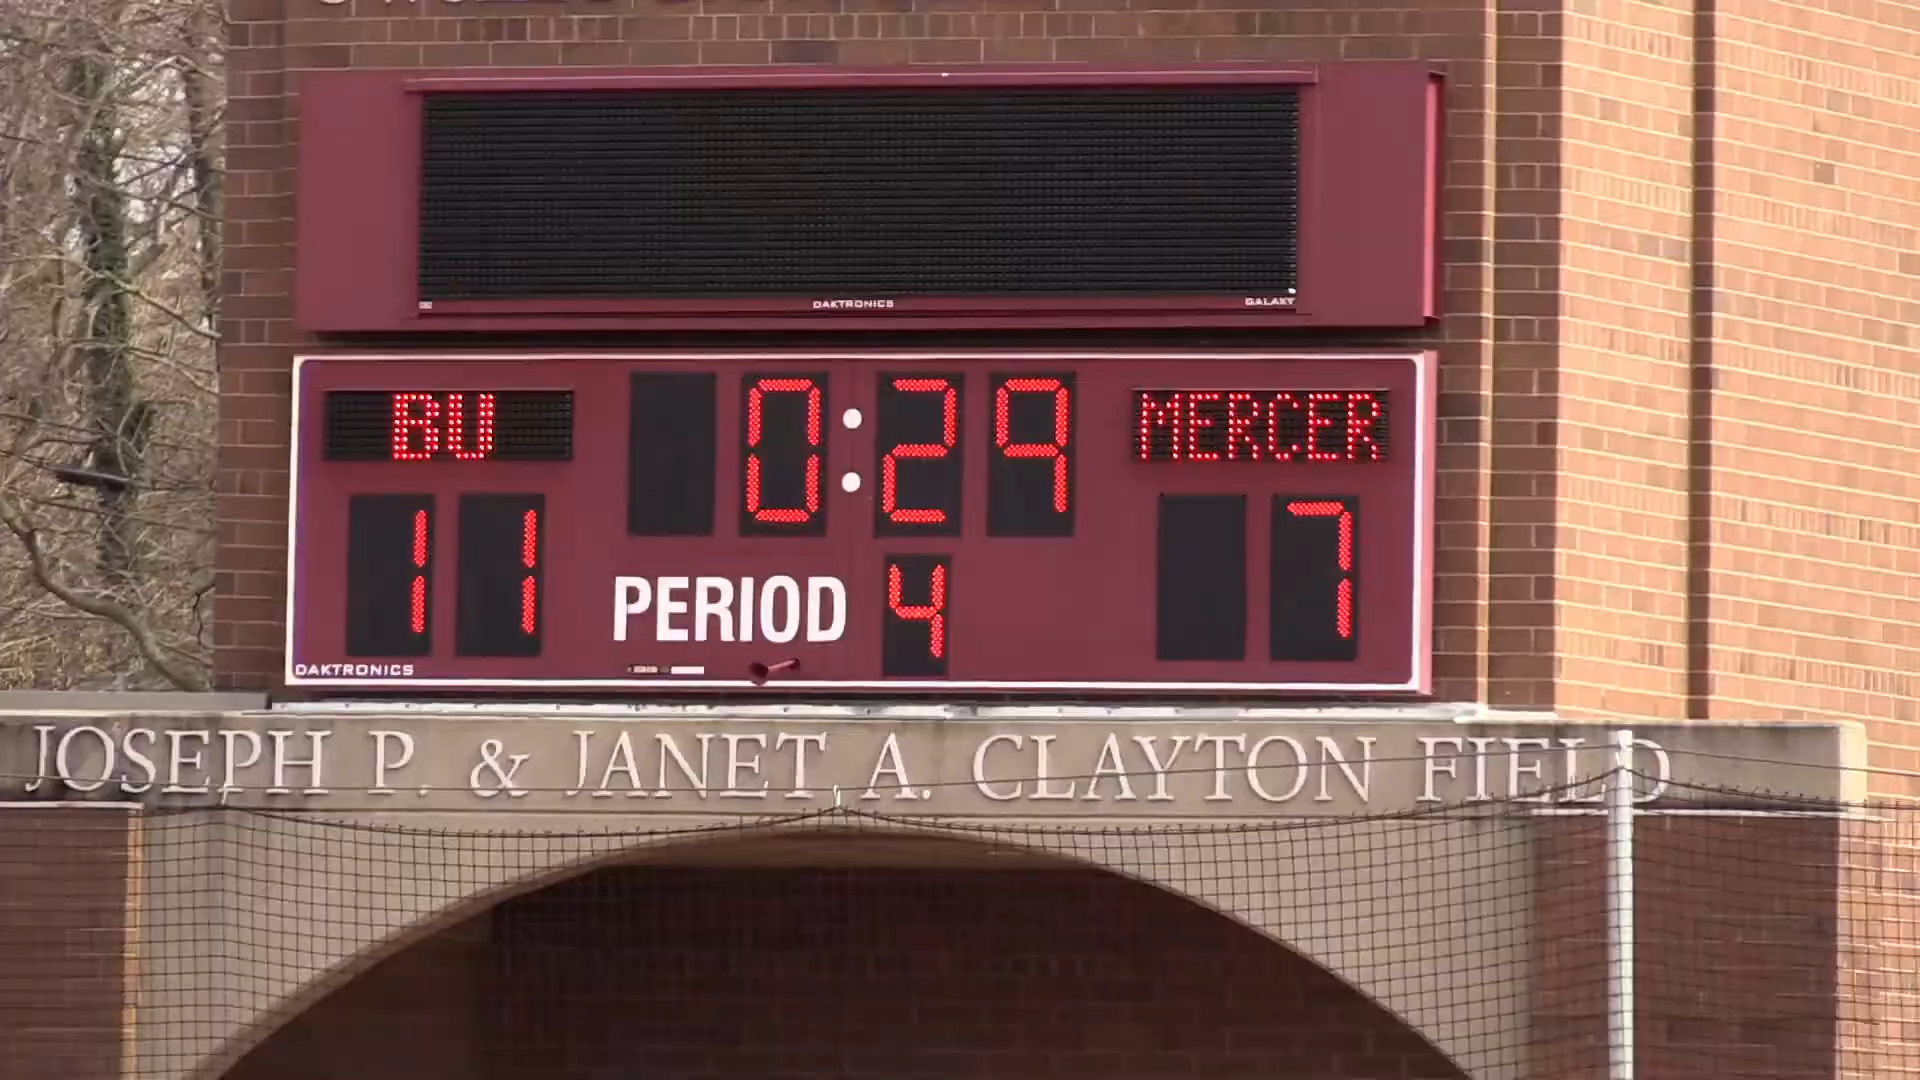 DAKTRONICS GALAXY
BU 0:29 MERCER
11 7
PERIOD 4
DAKTRONICS
JOSEPH P. & JANET A. CLAYTON FIELD